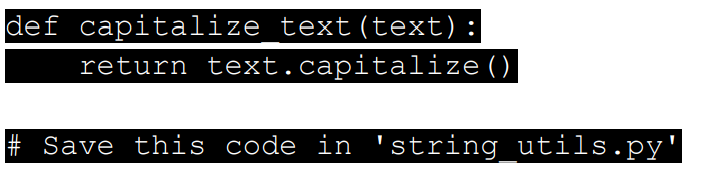 def capitalize_text(text):
    return text.capitalize()

# Save this code in 'string_utils.py'